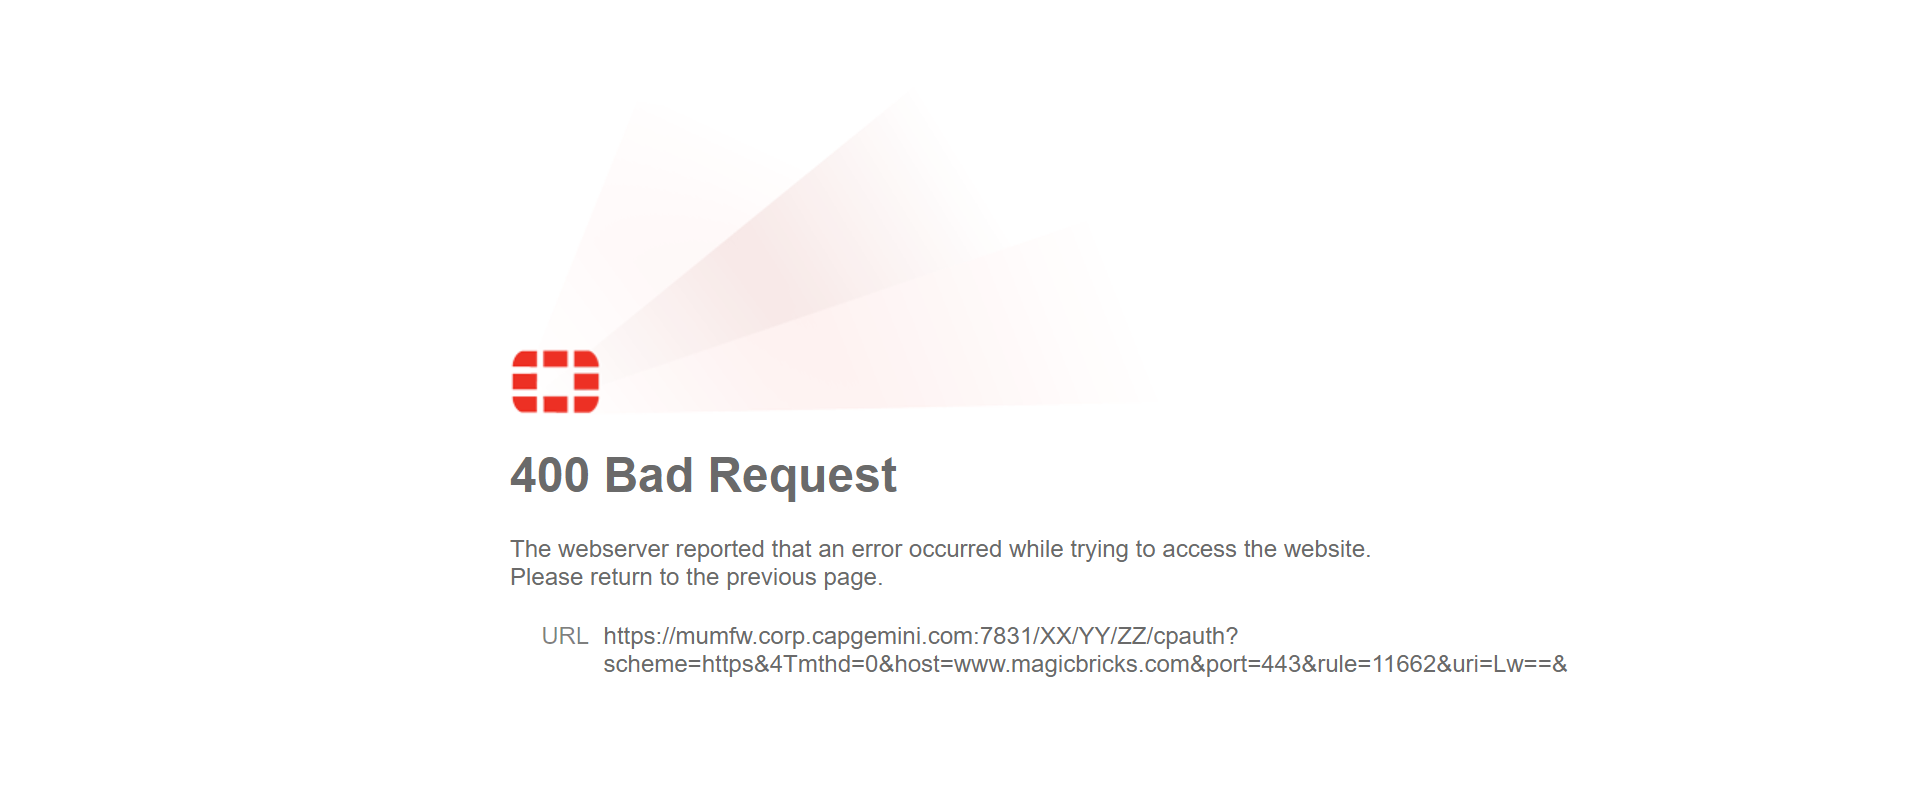 400 Bad Request
The webserver reported that an error occurred while trying to access the website.
Please return to the previous page.
URL https://mumfw.corp.capgemini.com:7831/XX/YY/ZZ/cpauth?
scheme=https&4Tmthd=0&host=www.magicbricks.com&port=443&rule=11662&uri=Lw==&